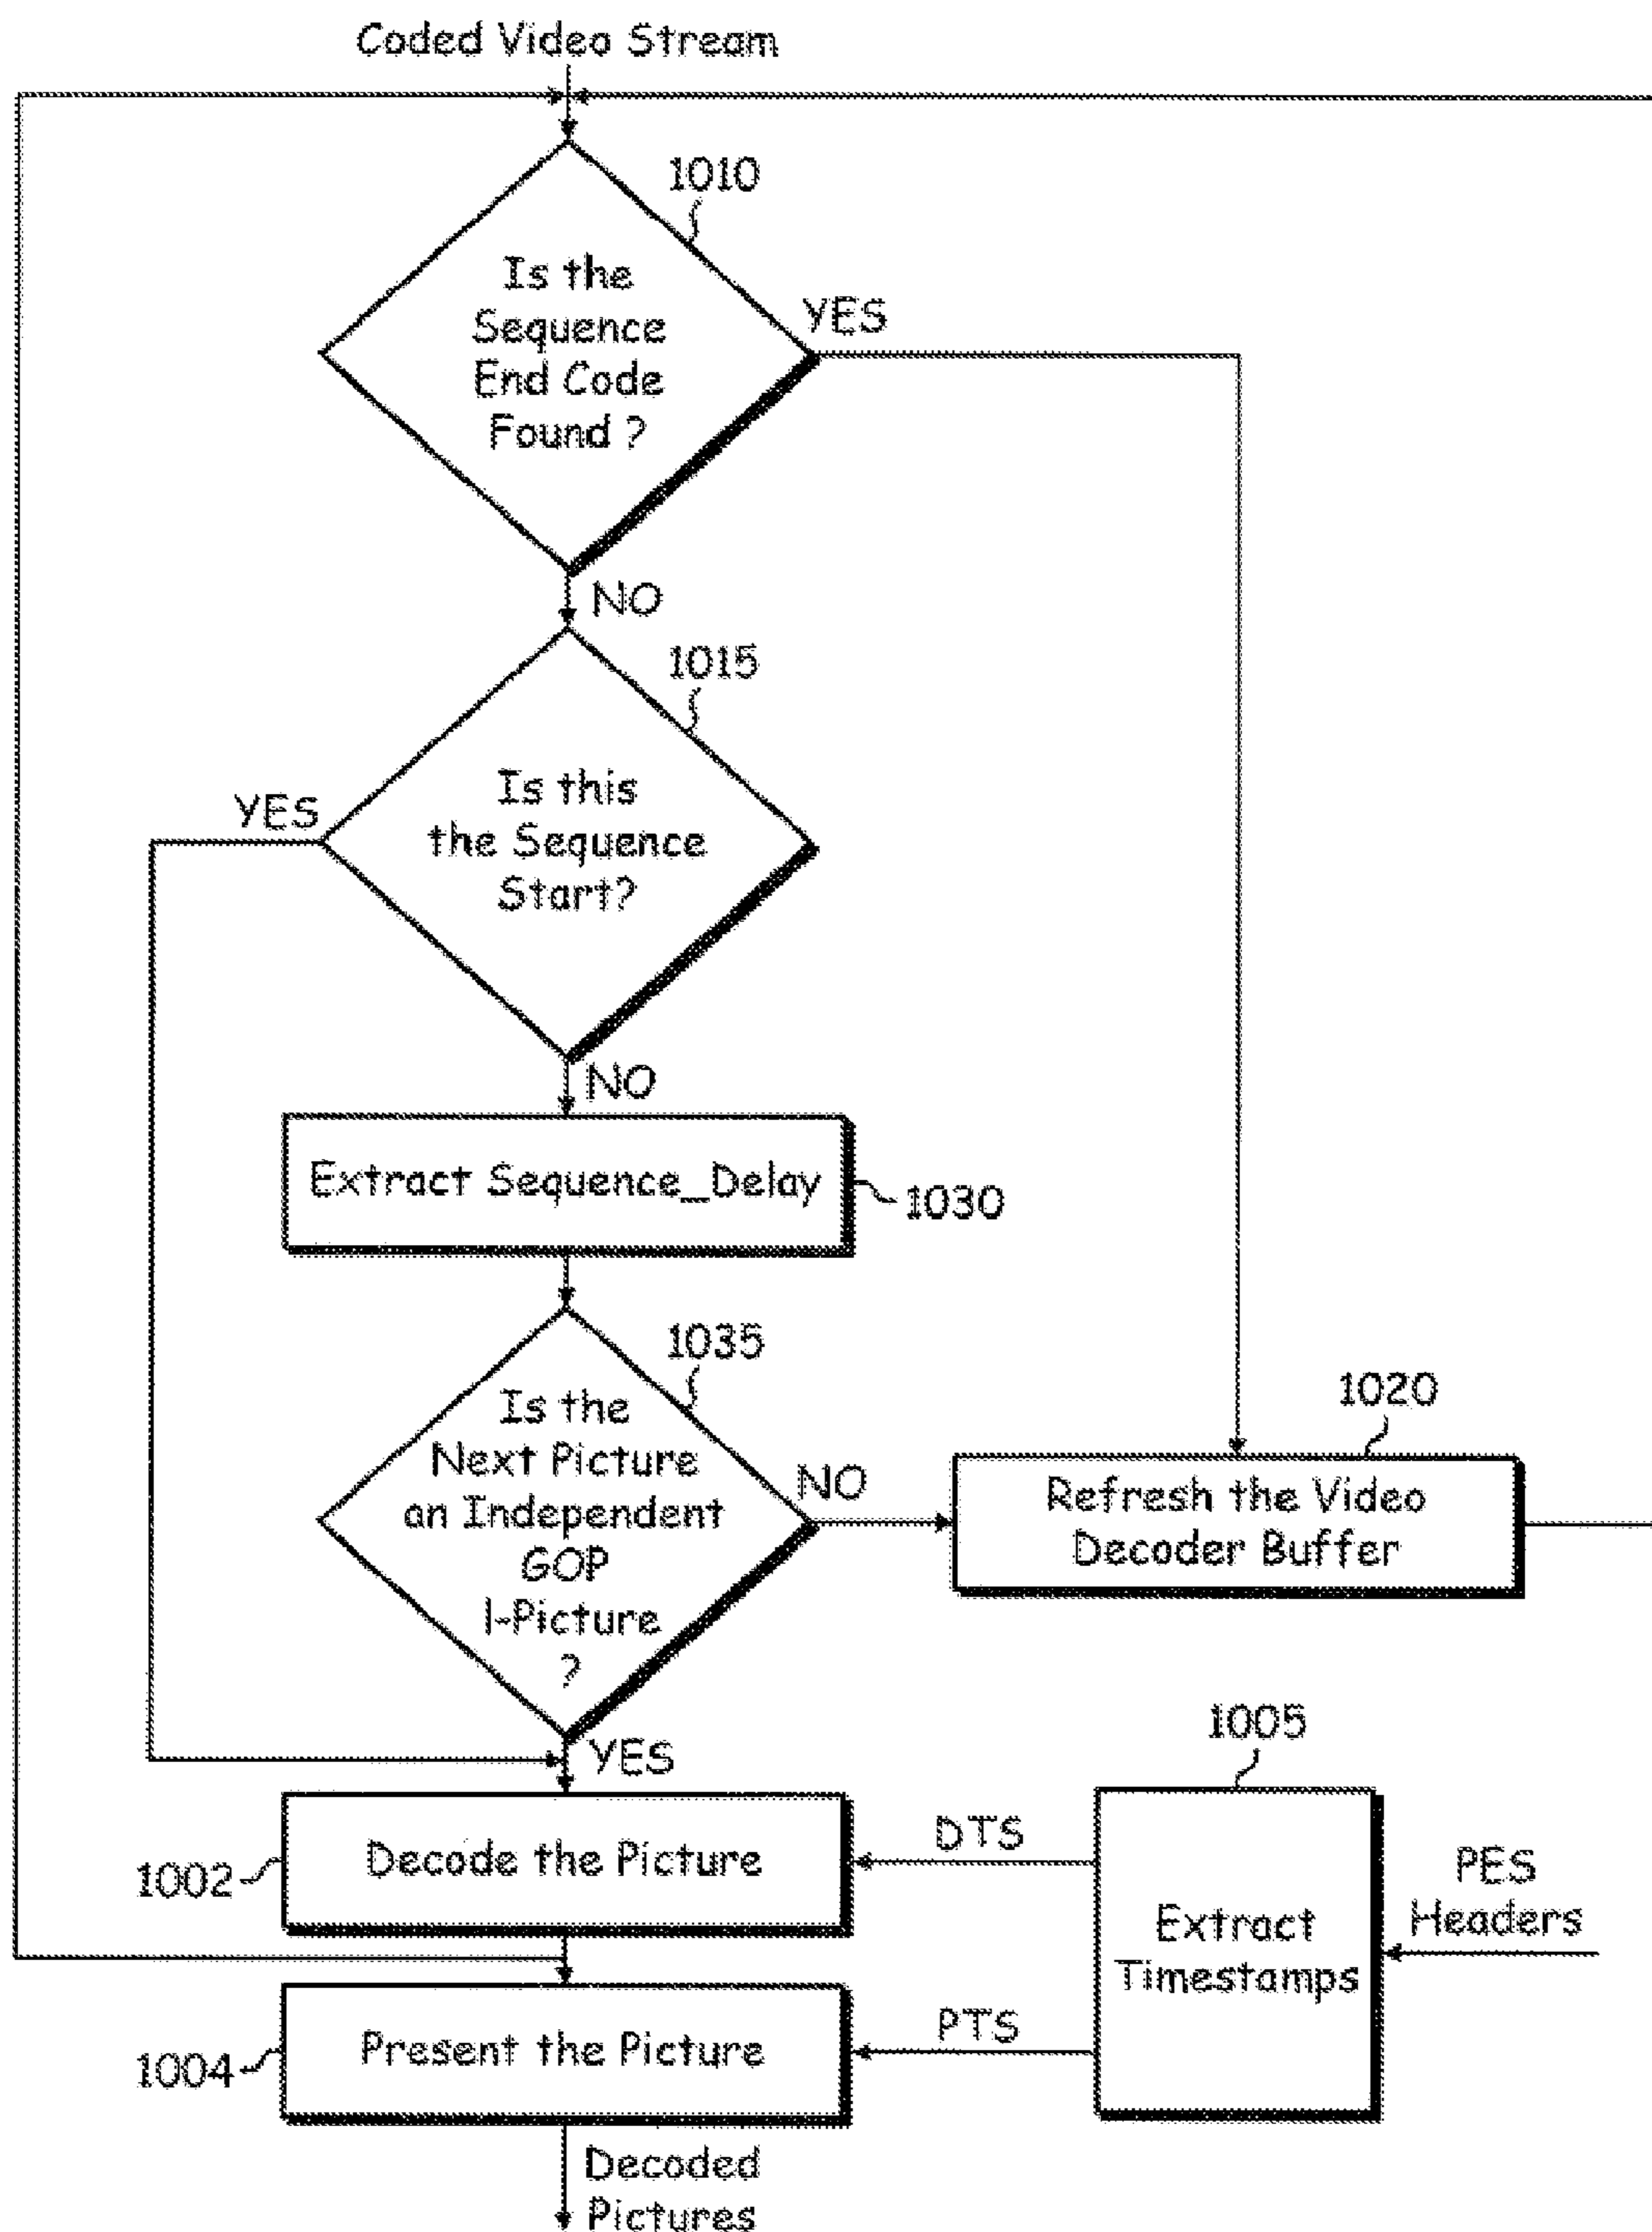 Coded Video Stream
1010
Is the
Sequence
End Code
Found ?
YES
NO
1015
Is this
the Sequence
Start?
YES
NO
Extract Sequence_Delay
1030
1035
Is the
Next Picture
an Independent
GOP
I-Picture
?
NO
1020
Refresh the Video
Decoder Buffer
YES
1005
Decode the Picture
1002
DTS
Extract
Timestamps
PES
Headers
PTS
Present the Picture
1004
Decoded
Pictures